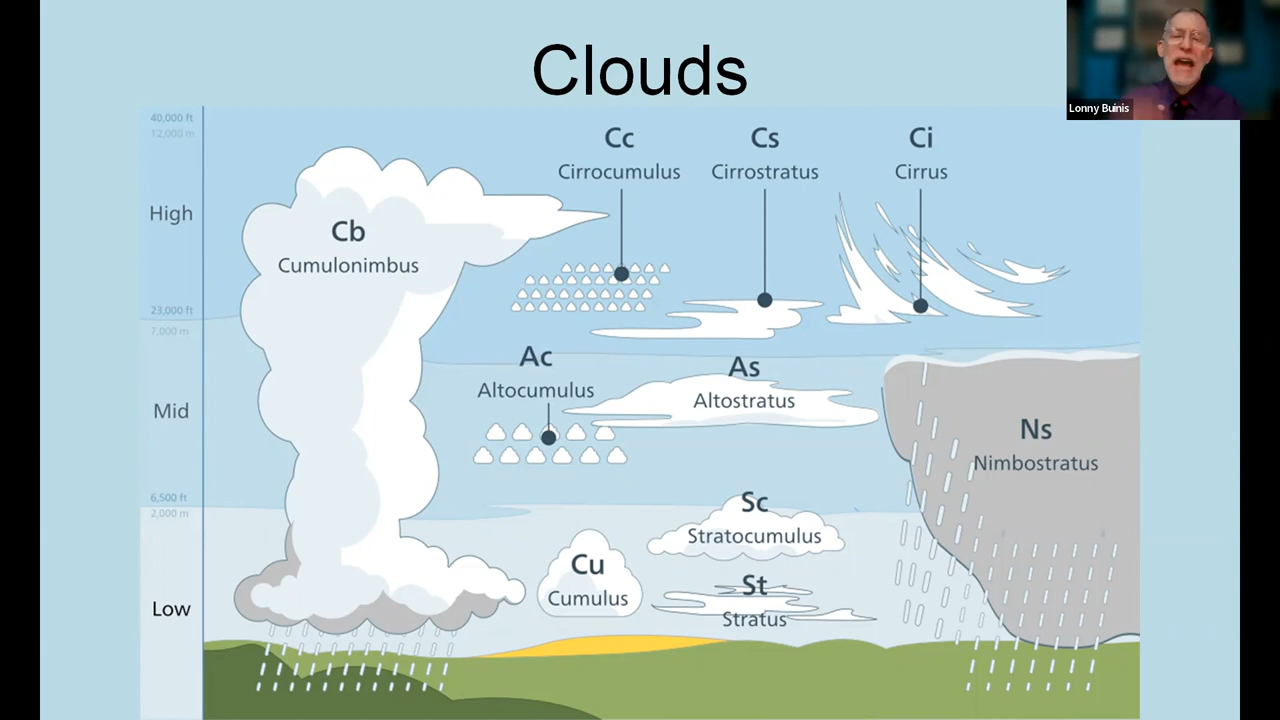 Clouds
Lonny Buinis
40,000 ft
12,000 m
High
23,000 ft
7,000 m
Mid
6,500 ft
2,000 m
Low
Cb
Cumulonimbus
Cc
Cirrocumulus
Cs
Cirrostratus
Ci
Cirrus
Ac
Altocumulus
As
Altostratus
Ns
Nimbostratus
Sc
Stratocumulus
Cu
Cumulus
St
Stratus